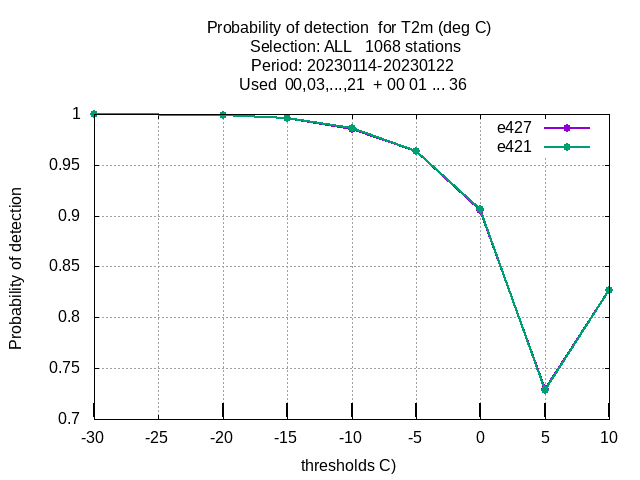 Probability of detection  for T2m (deg C)
Selection: ALL   1068 stations
Period: 20230114-20230122
Used  00,03,...,21  + 00 01 ... 36
e427
e421
Probability of detection
1
0.95
0.9
0.85
0.8
0.75
0.7
-30 -25 -20 -15 -10 -5 0 5 10
thresholds C)